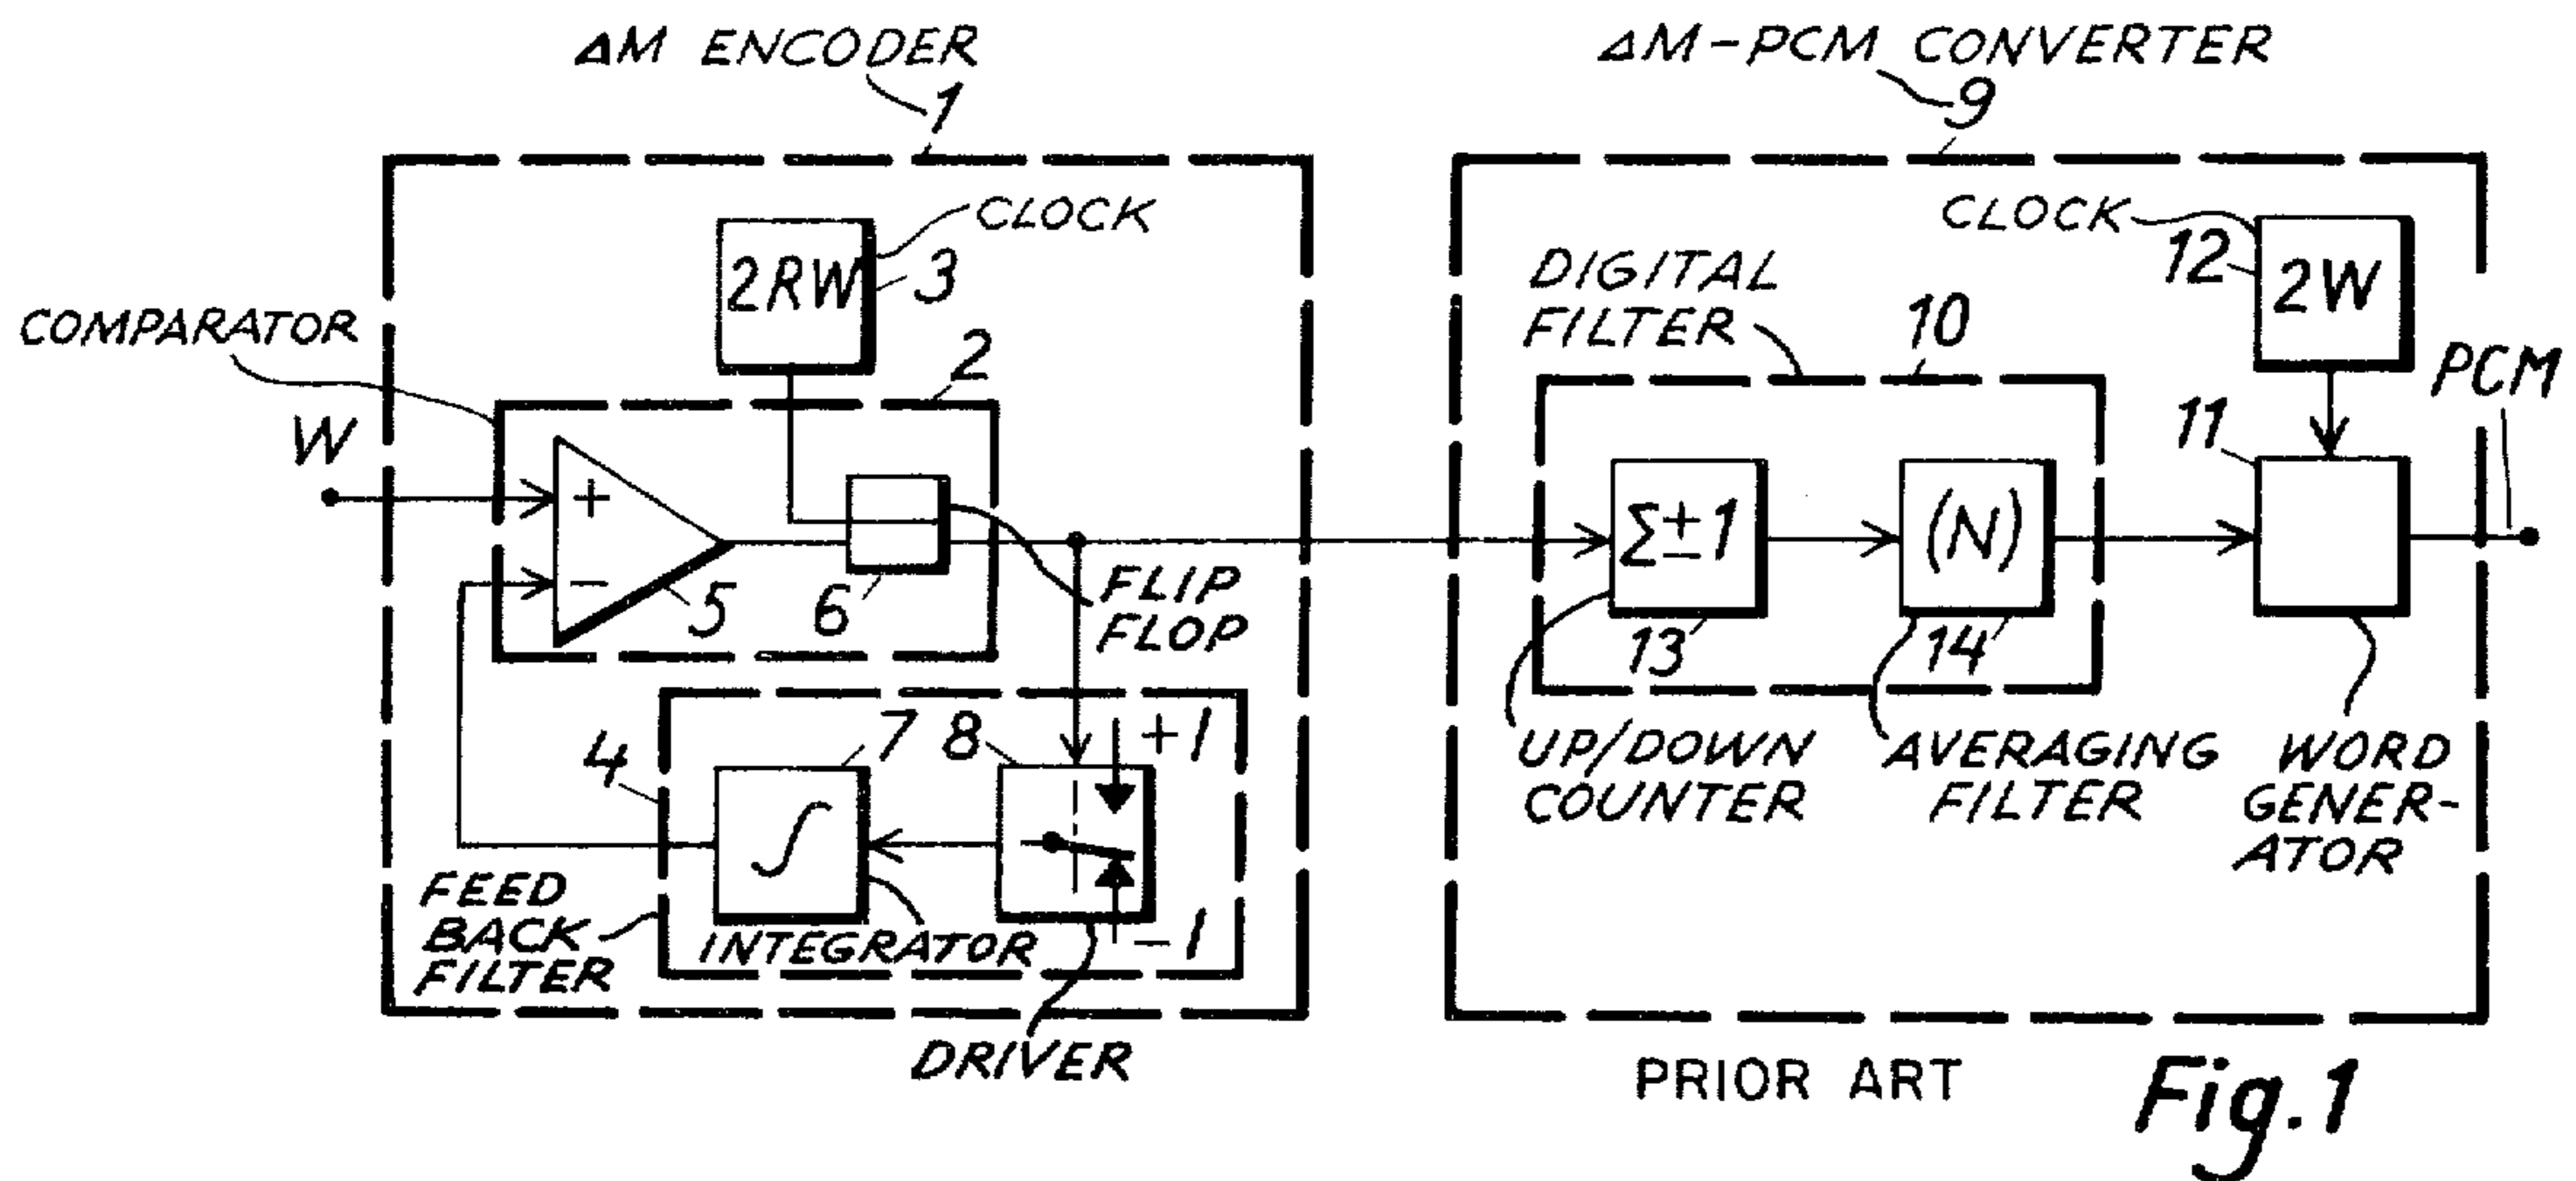 ΔM ENCODER
1
ΔM-PCM CONVERTER
9
CLOCK
2RW
3
COMPARATOR
2
W
+
−
5
6
FLIP
FLOP
4
7
8
+1
∫
−1
FEED
BACK
FILTER
INTEGRATOR
DRIVER
CLOCK
12
2W
DIGITAL
FILTER
10
11
PCM
Σ±1
(N)
13
14
UP/DOWN
COUNTER
AVERAGING
FILTER
WORD
GENER-
ATOR
PRIOR ART
Fig.1